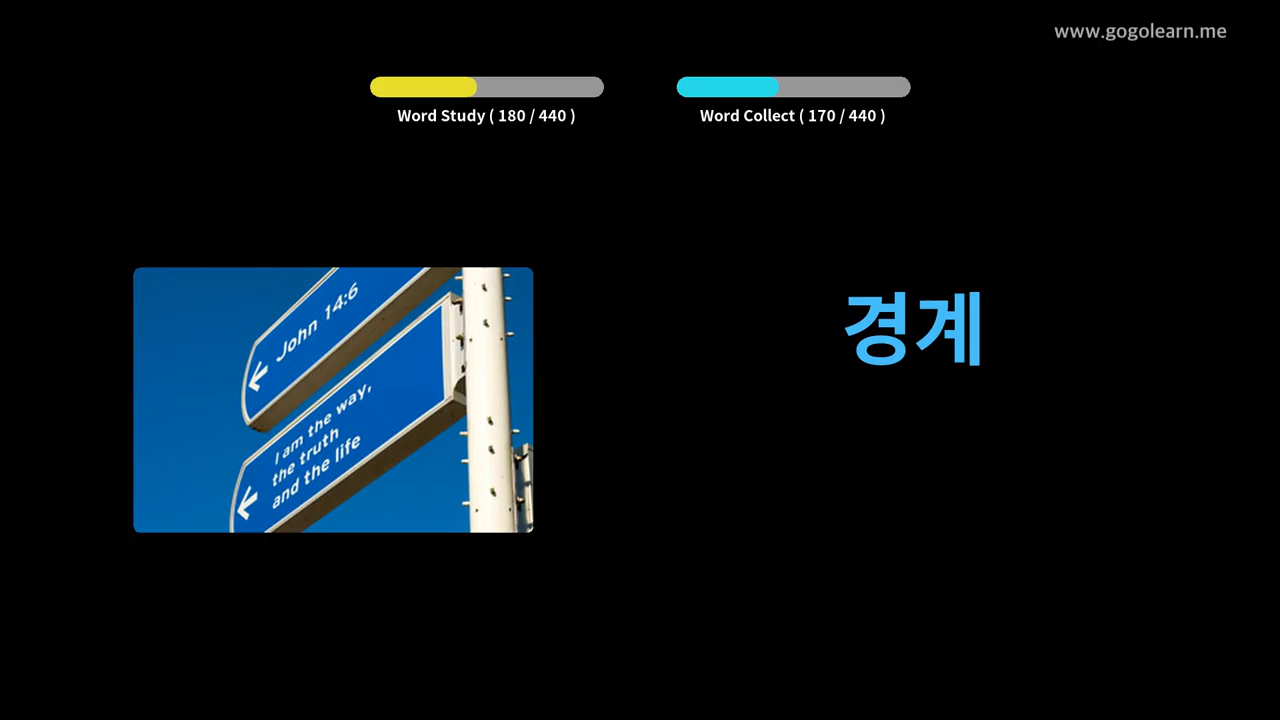 www.gogolearn.me
Word Study ( 180 / 440 )
Word Collect ( 170 / 440 )
John 14:6
I am the way,
the truth
and the life
경계